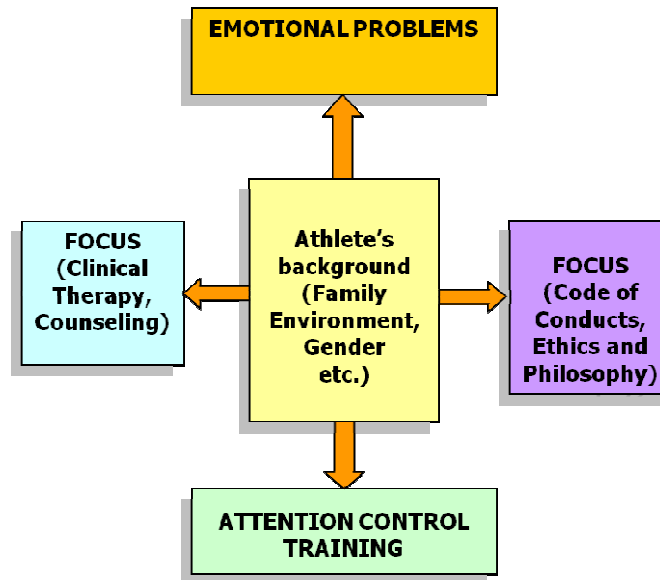 EMOTIONAL PROBLEMS
FOCUS
(Clinical
Therapy,
Counseling)
Athlete's
background
(Family
Environment,
Gender
etc.)
FOCUS
(Code of
Conducts,
Ethics and
Philosophy)
ATTENTION CONTROL
TRAINING